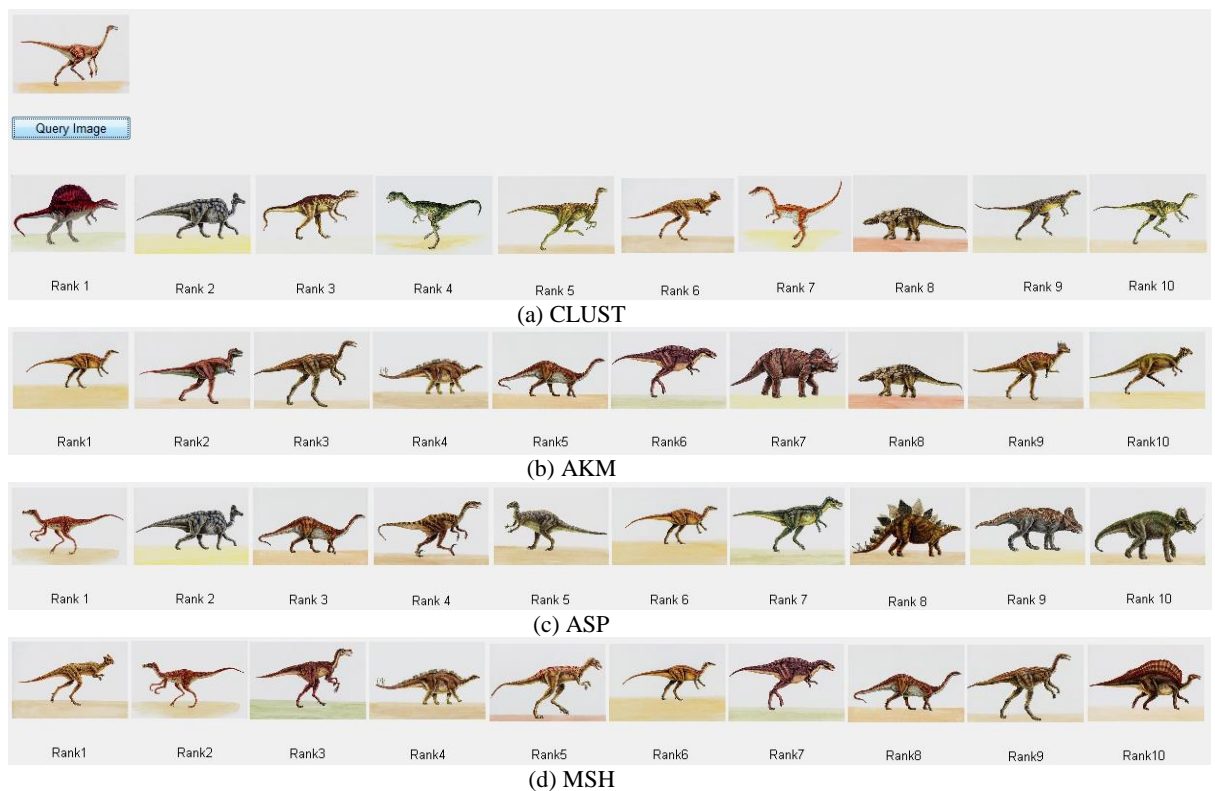 Query Image
Rank 1 Rank 2 Rank 3 Rank 4 Rank 5 Rank 6 Rank 7 Rank 8 Rank 9 Rank 10
(a) CLUST
Rank1 Rank2 Rank3 Rank4 Rank5 Rank6 Rank7 Rank8 Rank9 Rank10
(b) AKM
Rank 1 Rank 2 Rank 3 Rank 4 Rank 5 Rank 6 Rank 7 Rank 8 Rank 9 Rank 10
(c) ASP
Rank1 Rank2 Rank3 Rank4 Rank5 Rank6 Rank7 Rank8 Rank9 Rank10
(d) MSH